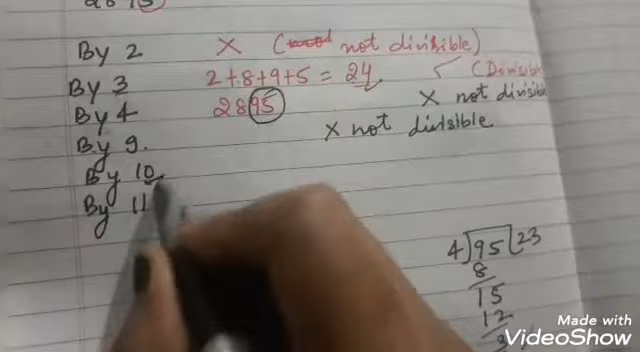 By 2 × ( not divisible)
By 3 2+8+9+5 = 24 ✓ (Divisib
By 4 2895 × not divisib
By 9. × not divisible
By 10
By 11
4)95(23
8
15
12
3
Made with
VideoShow